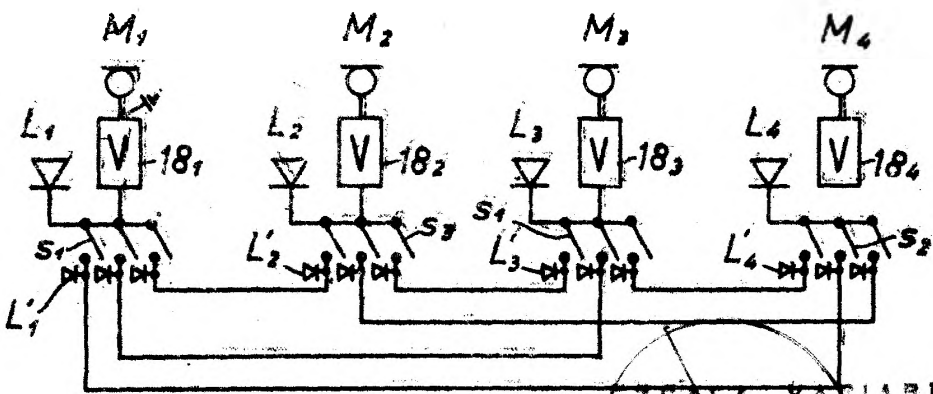 M₁ M₂ M₃ M₄
L₁ V 18₁ L₂ V 18₂ L₃ V 18₃ L₄ V 18₄
S₁ S₃ S₁ S₂
L'₁ L'₂ L'₃ L'₄